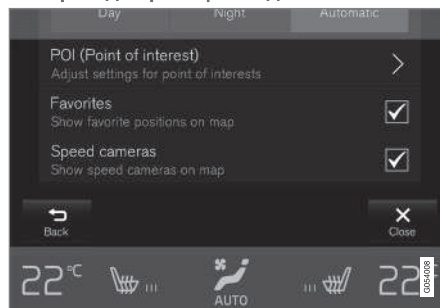 Day Night Automatic
POI (Point of interest)
Adjust settings for point of interests
Favorites
Show favorite positions on map
Speed cameras
Show speed cameras on map
Back Close
22°C AUTO 22°
G054008